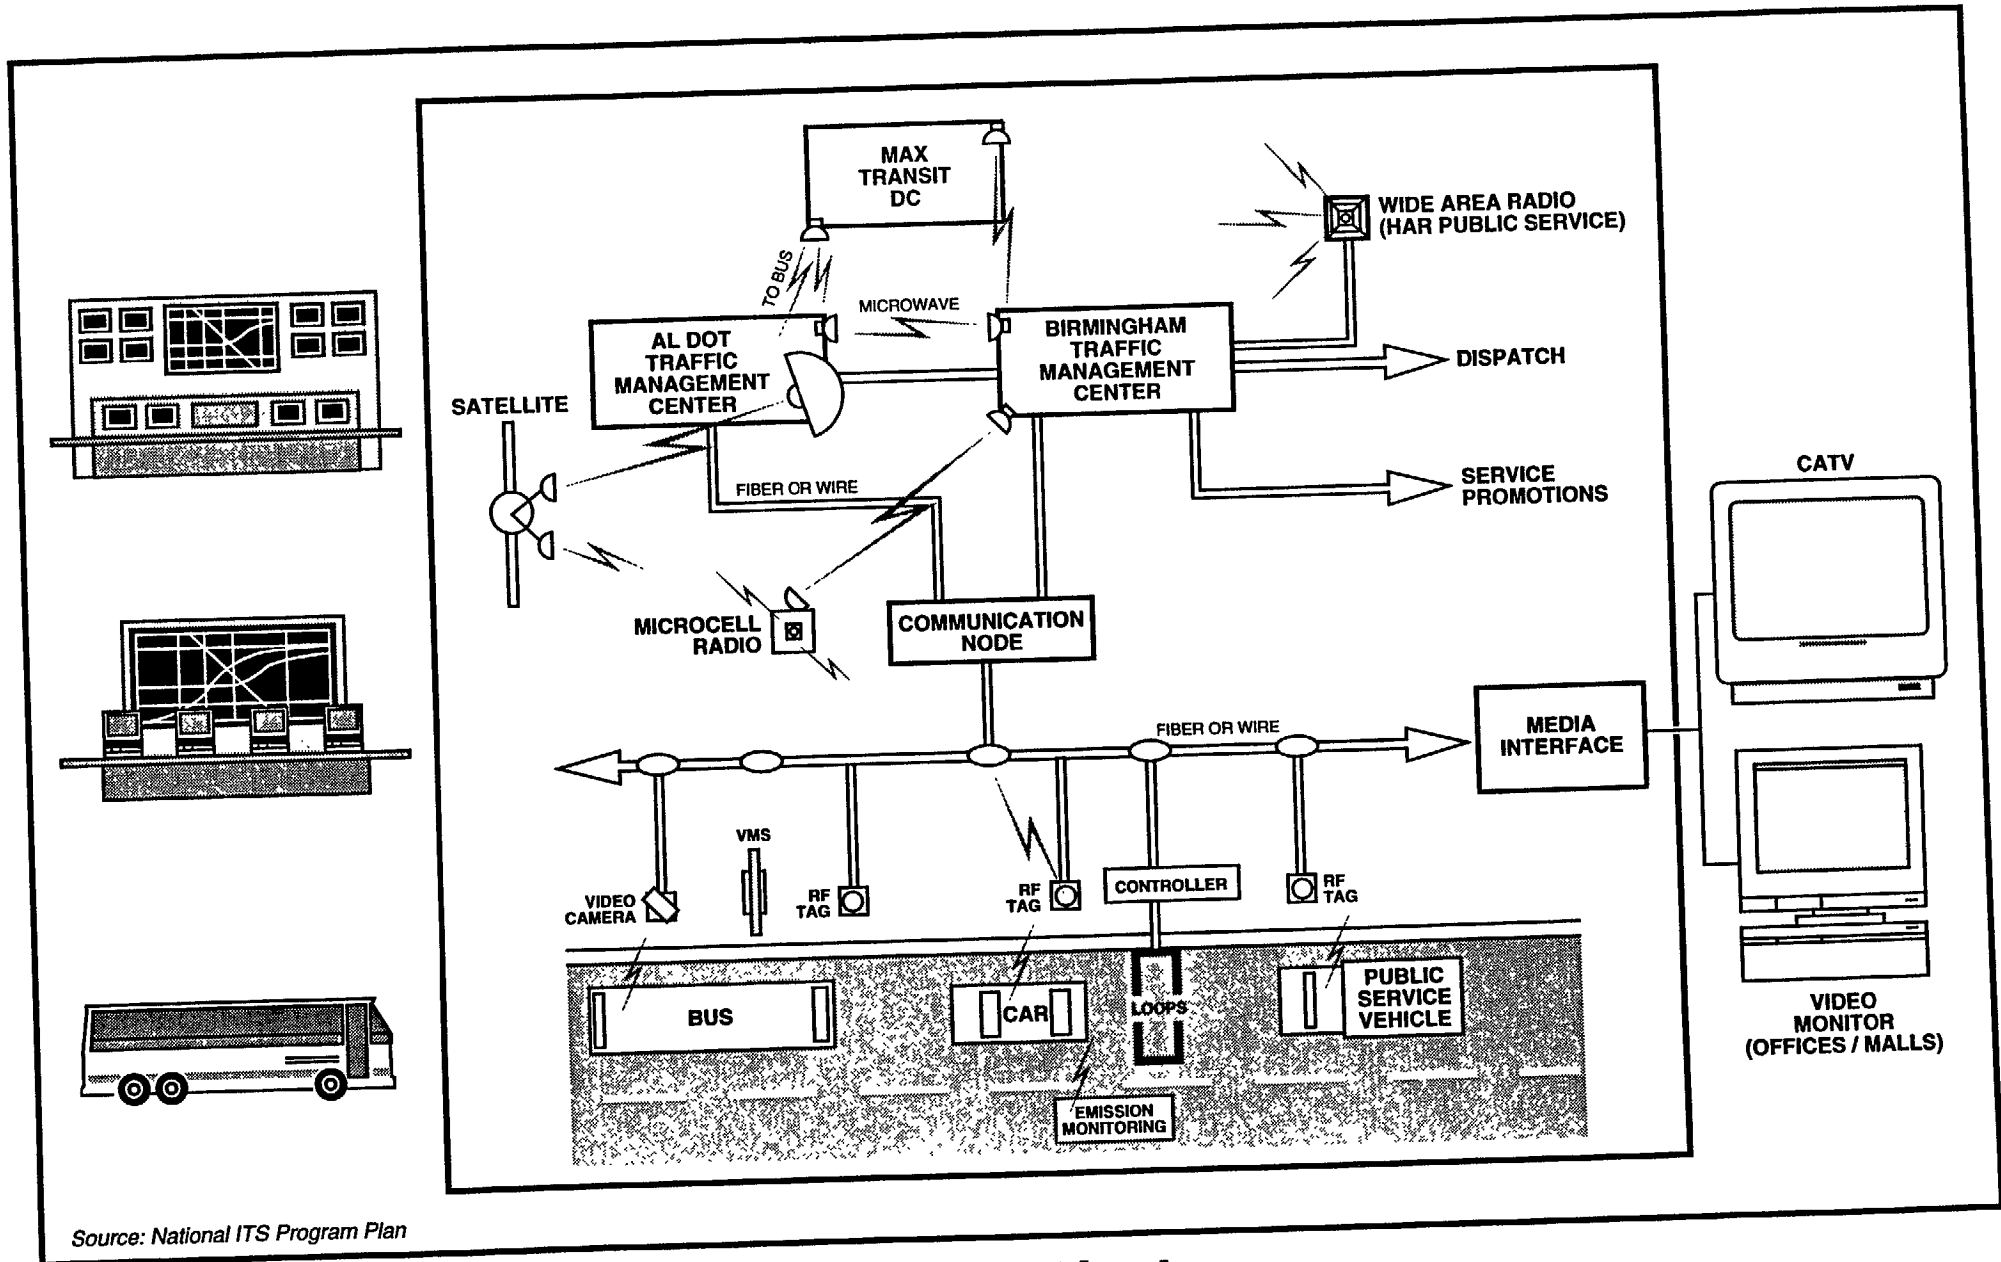 MAX
TRANSIT
DC
WIDE AREA RADIO
(HAR PUBLIC SERVICE)
TO BUS
MICROWAVE
AL DOT
TRAFFIC
MANAGEMENT
CENTER
BIRMINGHAM
TRAFFIC
MANAGEMENT
CENTER
DISPATCH
SATELLITE
FIBER OR WIRE
SERVICE
PROMOTIONS
CATV
MICROCELL
RADIO
COMMUNICATION
NODE
FIBER OR WIRE
MEDIA
INTERFACE
VMS
VIDEO
CAMERA
RF
TAG
RF
TAG
CONTROLLER
RF
TAG
BUS
CAR
LOOPS
PUBLIC
SERVICE
VEHICLE
EMISSION
MONITORING
VIDEO
MONITOR
(OFFICES / MALLS)
Source: National ITS Program Plan